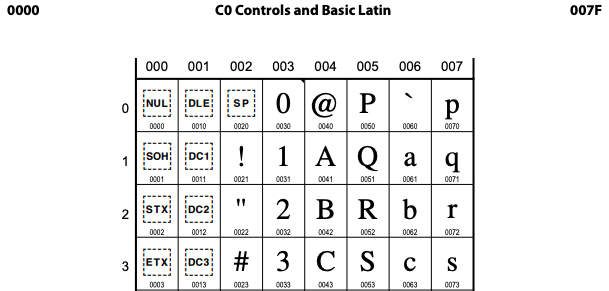 0000 C0 Controls and Basic Latin 007F
000 001 002 003 004 005 006 007
0 NUL DLE SP 0 @ P ` p
0000 0010 0020 0030 0040 0050 0060 0070
1 SOH DC1 ! 1 A Q a q
0001 0011 0021 0031 0041 0051 0061 0071
2 STX DC2 " 2 B R b r
0002 0012 0022 0032 0042 0052 0062 0072
3 ETX DC3 # 3 C S c s
0003 0013 0023 0033 0043 0053 0063 0073